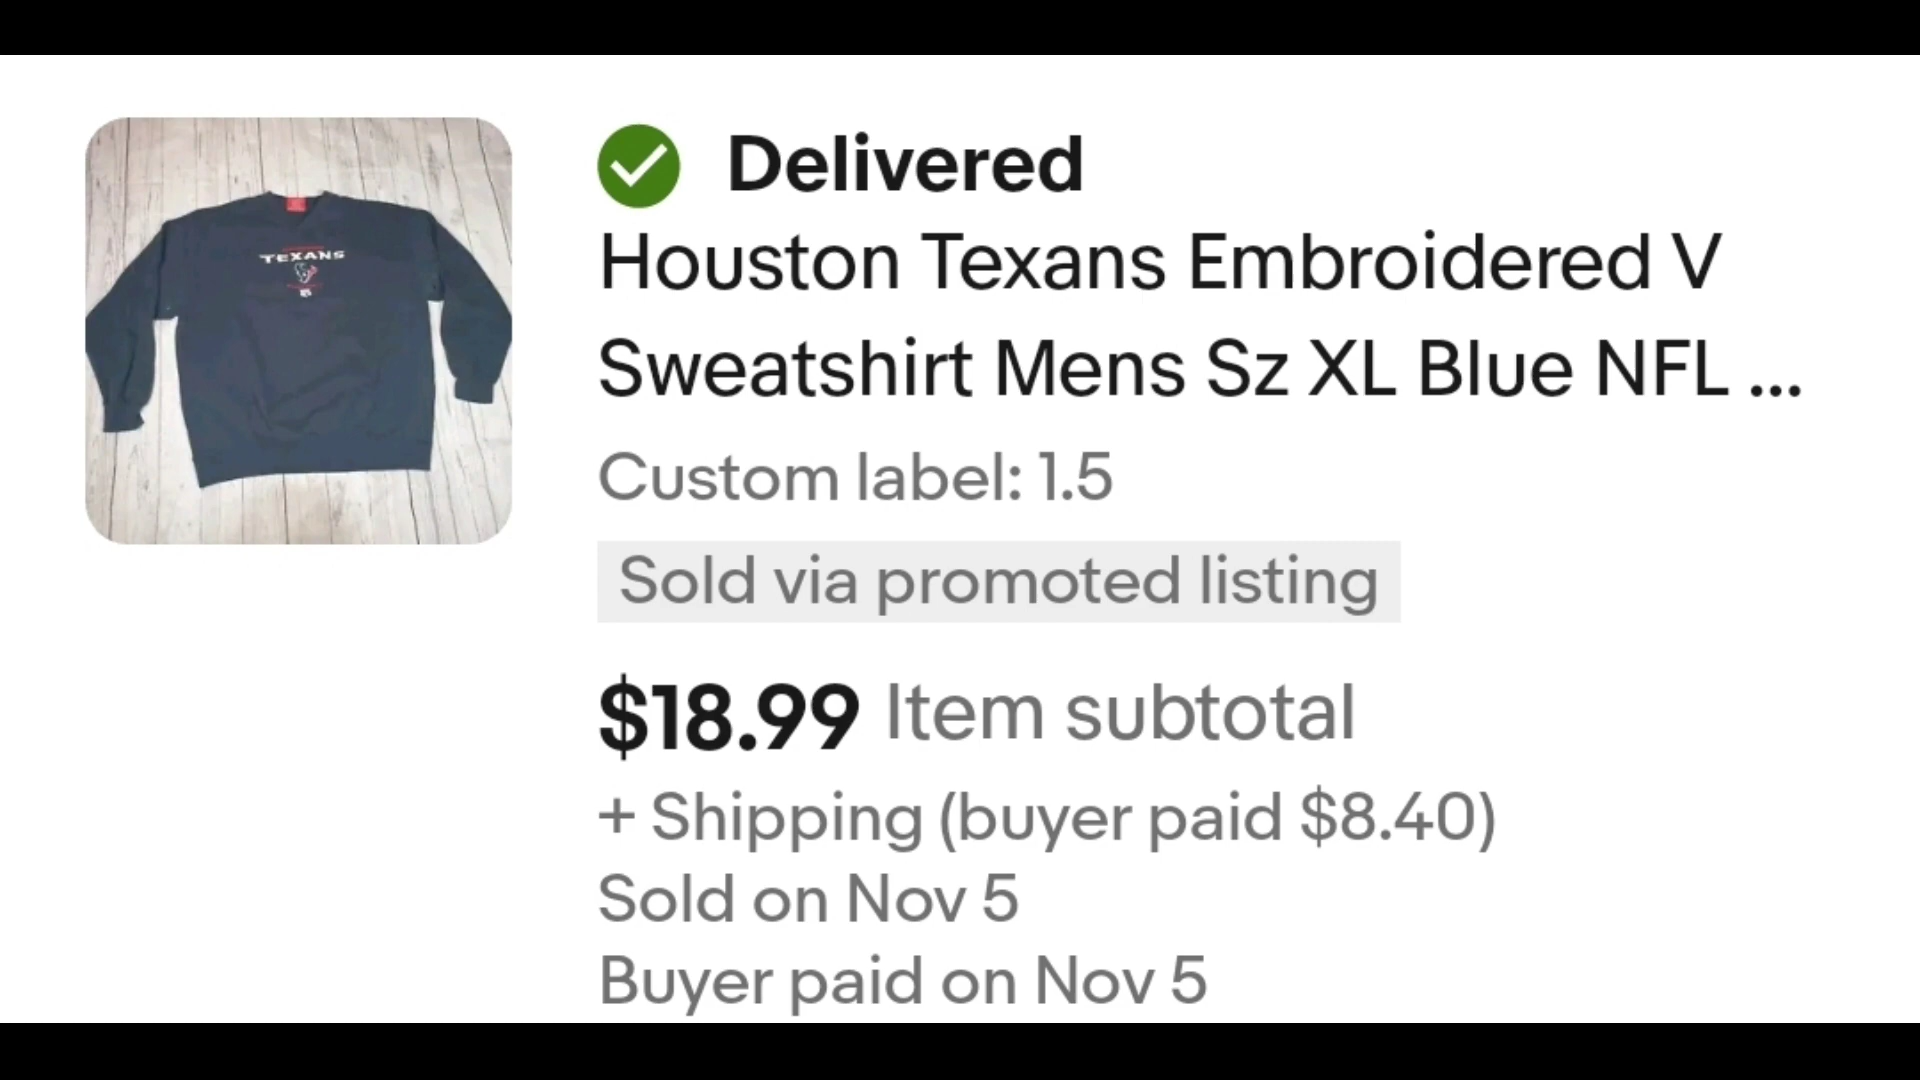 TEXANS
Delivered
Houston Texans Embroidered V
Sweatshirt Mens Sz XL Blue NFL ...
Custom label: 1.5
Sold via promoted listing
$18.99 Item subtotal
+ Shipping (buyer paid $8.40)
Sold on Nov 5
Buyer paid on Nov 5